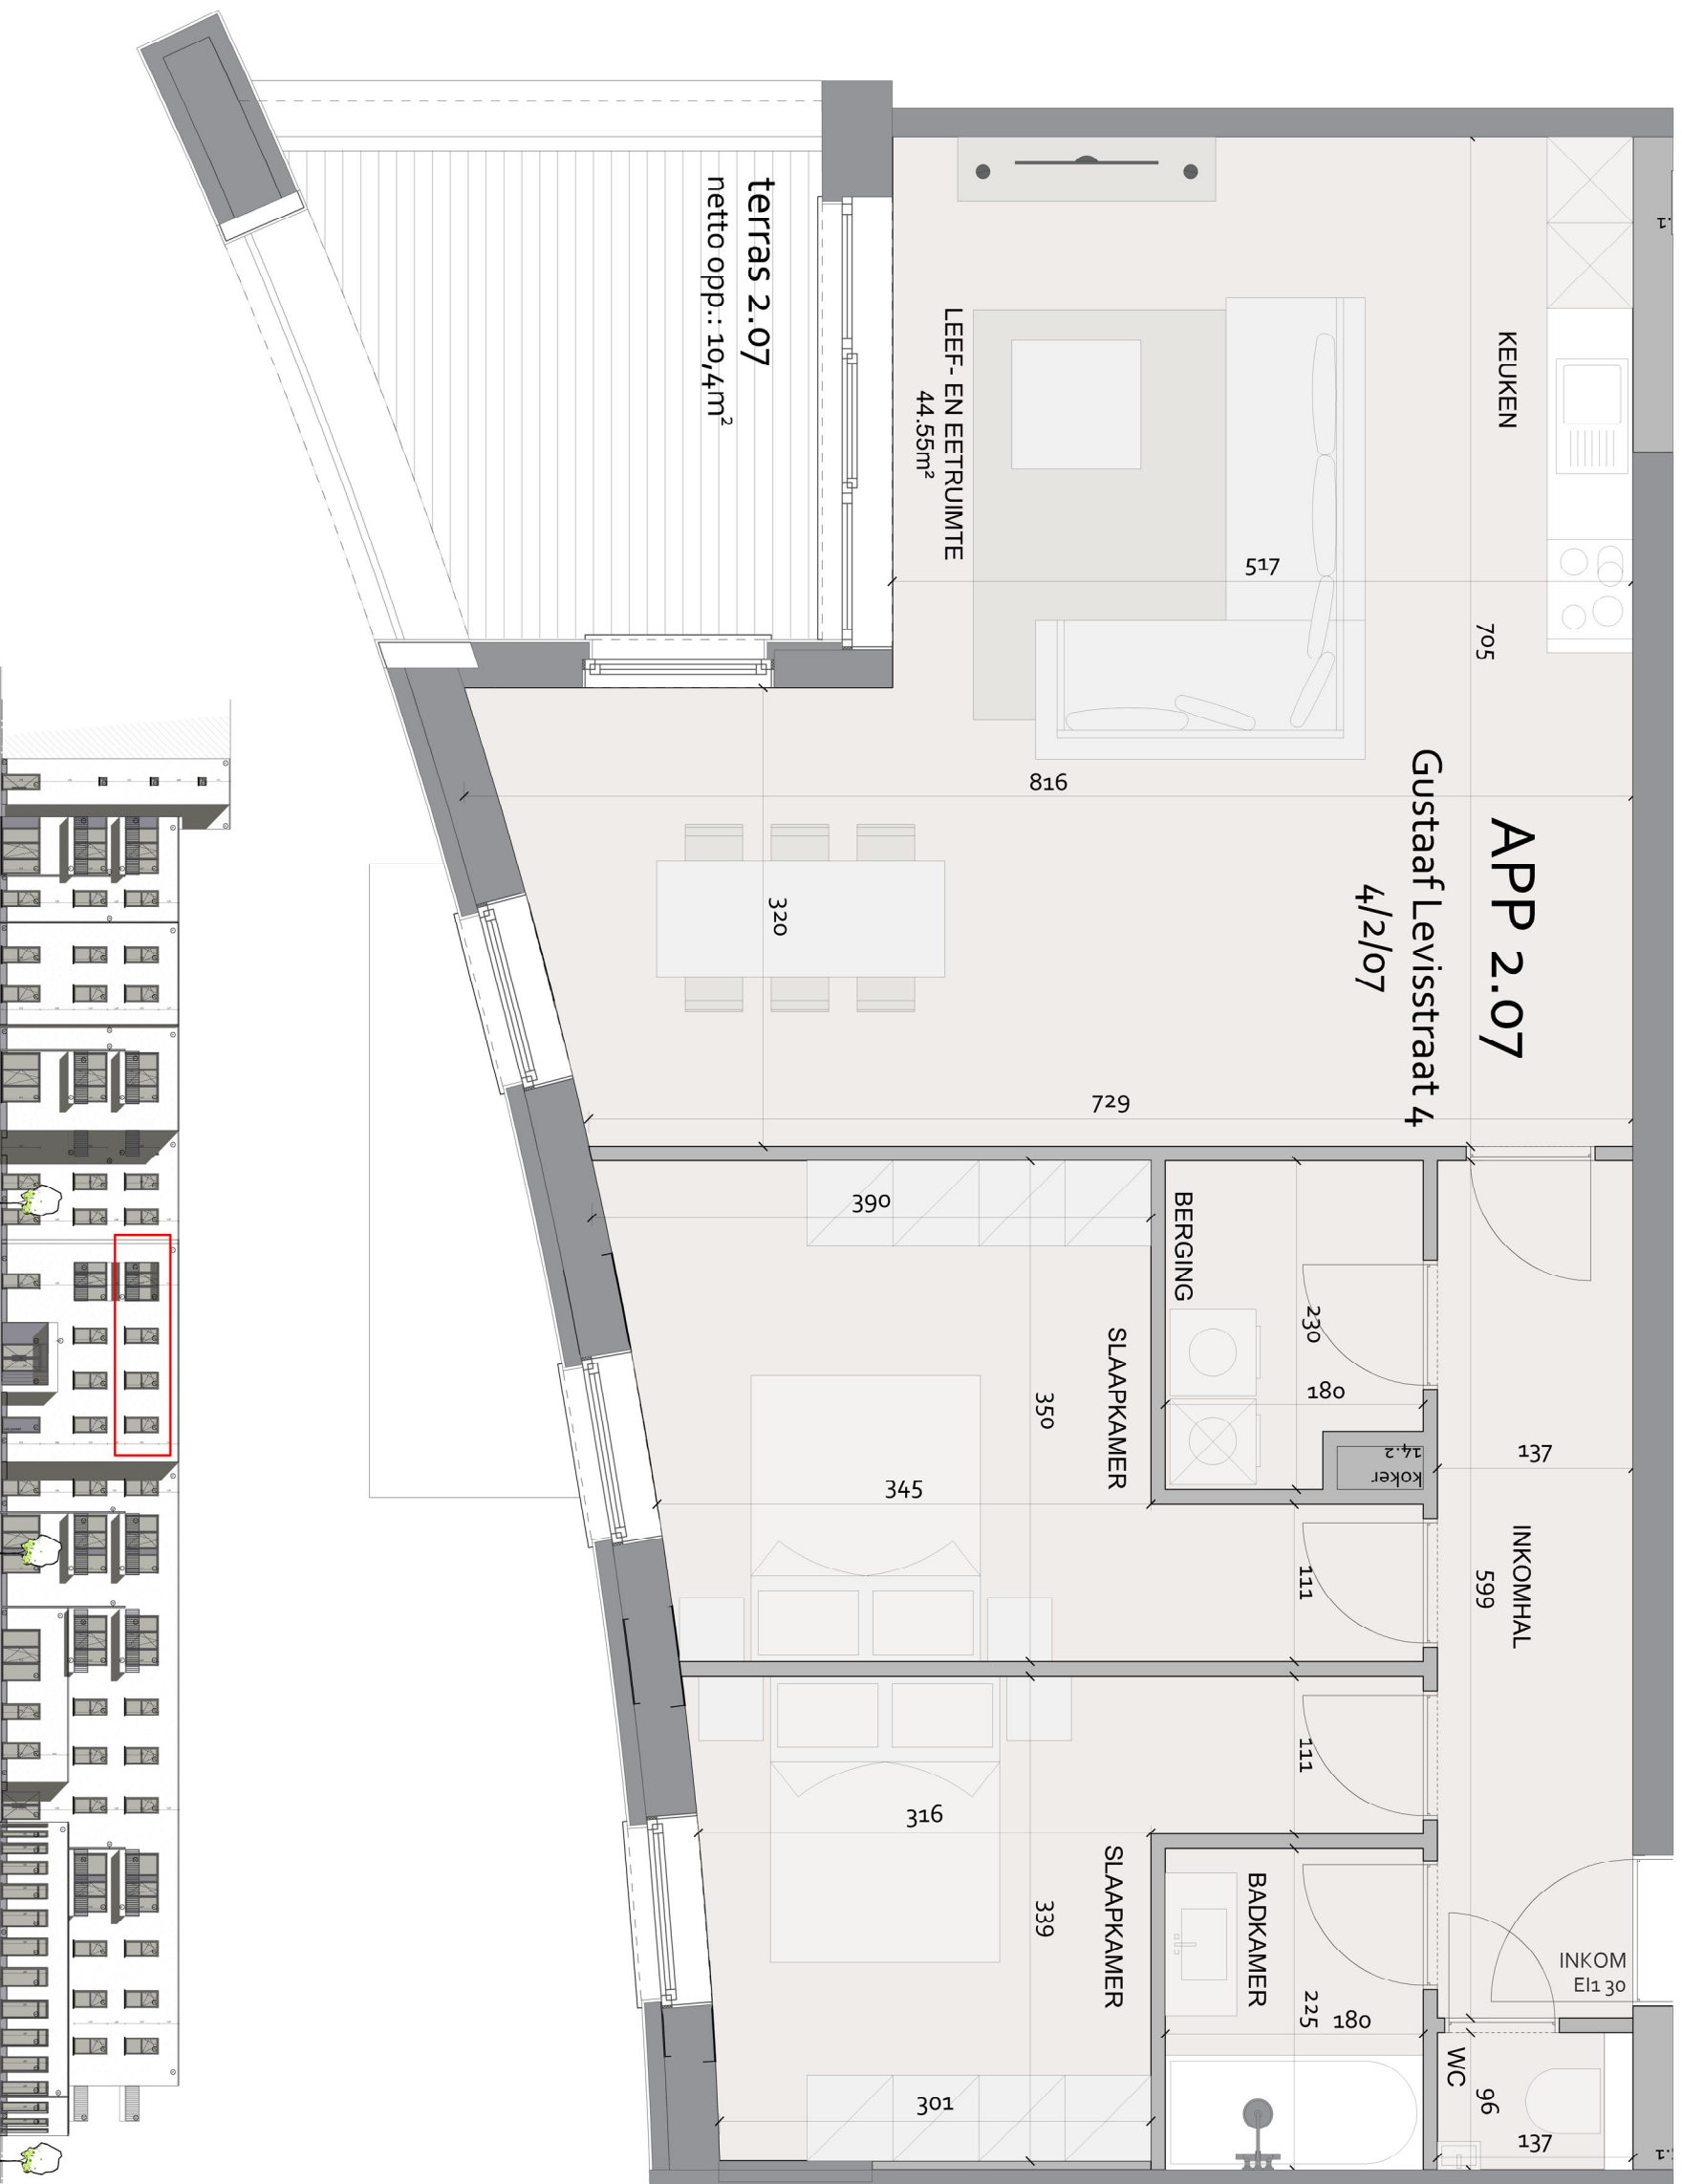 APP 2.07
Gustaaf Levisstraat 4
4/2/07
KEUKEN
LEEF- EN EETRUIMTE
44.55m²
terras 2.07
netto opp.: 10,4m²
517
705
816
320
729
390
BERGING
230
180
koker
14.2
SLAAPKAMER
350
345
111
137
INKOMHAL
599
111
316
SLAAPKAMER
339
301
BADKAMER
225
180
INKOM
EI1 30
WC
96
137